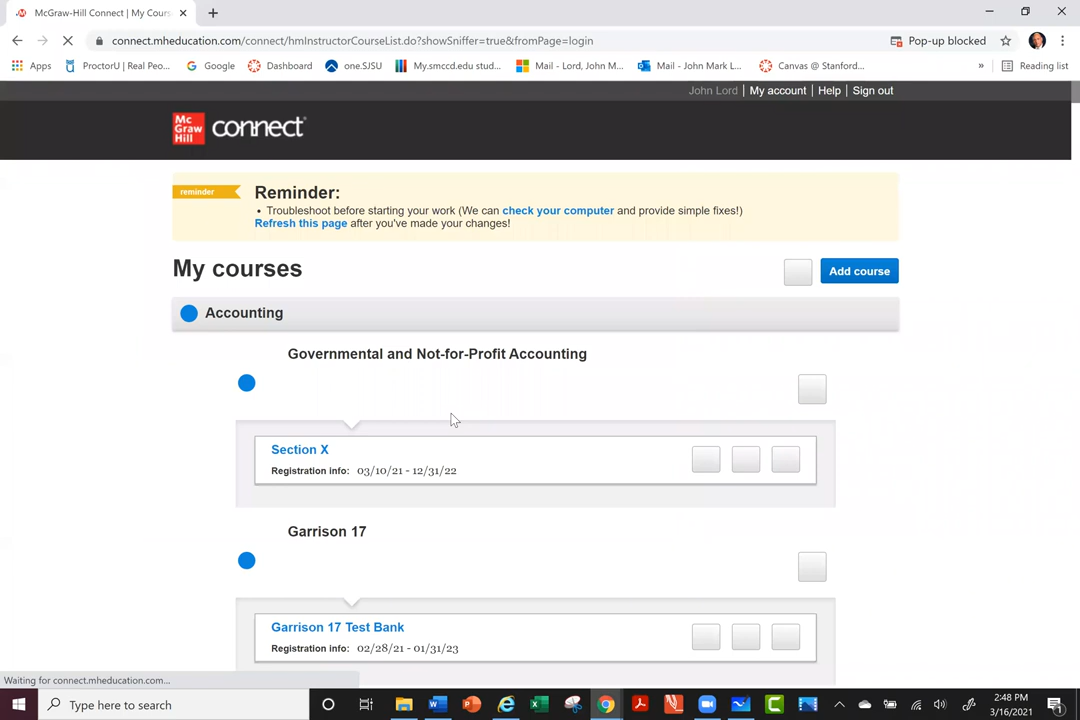 McGraw-Hill Connect | My Cours
connect.mheducation.com/connect/hmInstructorCourseList.do?showSniffer=true&fromPage=login
Pop-up blocked
Apps
ProctorU | Real Peo...
Google
Dashboard
one.SJSU
My.smccd.edu stud...
Mail - Lord, John M...
Mail - John Mark L...
Canvas @ Stanford...
»
Reading list
John Lord | My account | Help | Sign out
Mc Graw Hill connect
reminder
Reminder:
• Troubleshoot before starting your work (We can check your computer and provide simple fixes!)
Refresh this page after you've made your changes!
My courses
Add course
Accounting
Governmental and Not-for-Profit Accounting
Section X
Registration info: 03/10/21 - 12/31/22
Garrison 17
Garrison 17 Test Bank
Registration info: 02/28/21 - 01/31/23
Waiting for connect.mheducation.com...
Type here to search
2:48 PM
3/16/2021